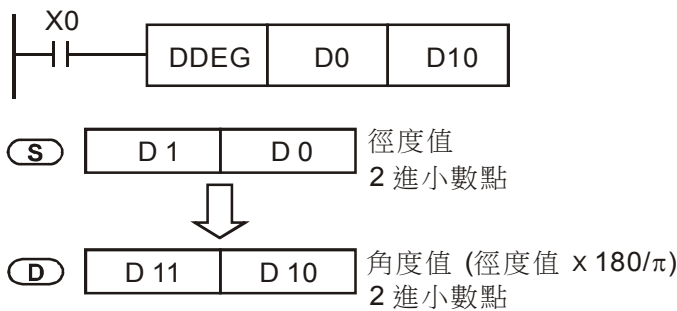 X0
DDEG D0 D10
S D 1 D 0 徑度值
2 進小數點
D D 11 D 10 角度值 (徑度值 x 180/π)
2 進小數點